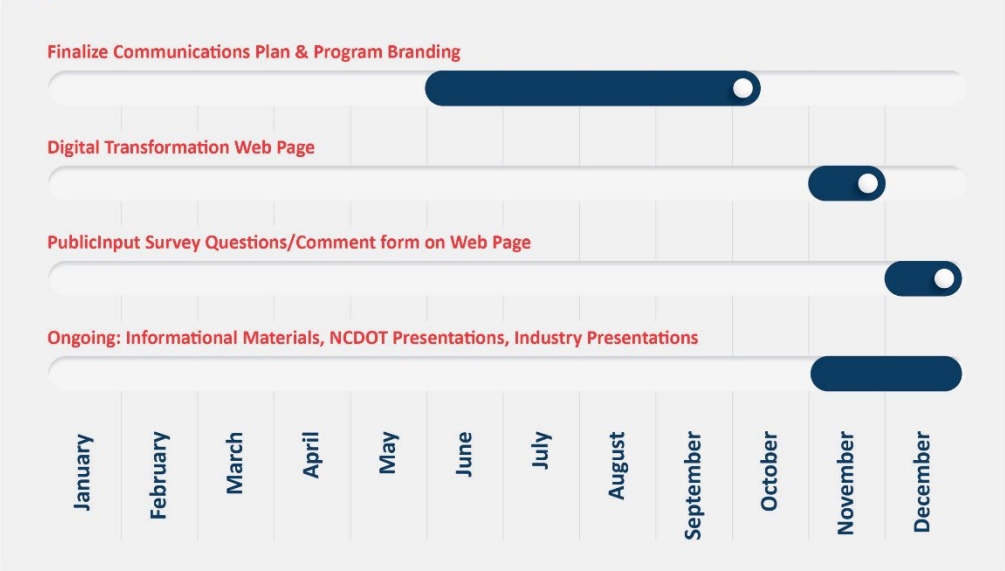 Finalize Communications Plan & Program Branding
Digital Transformation Web Page
PublicInput Survey Questions/Comment form on Web Page
Ongoing: Informational Materials, NCDOT Presentations, Industry Presentations
January
February
March
April
May
June
July
August
September
October
November
December